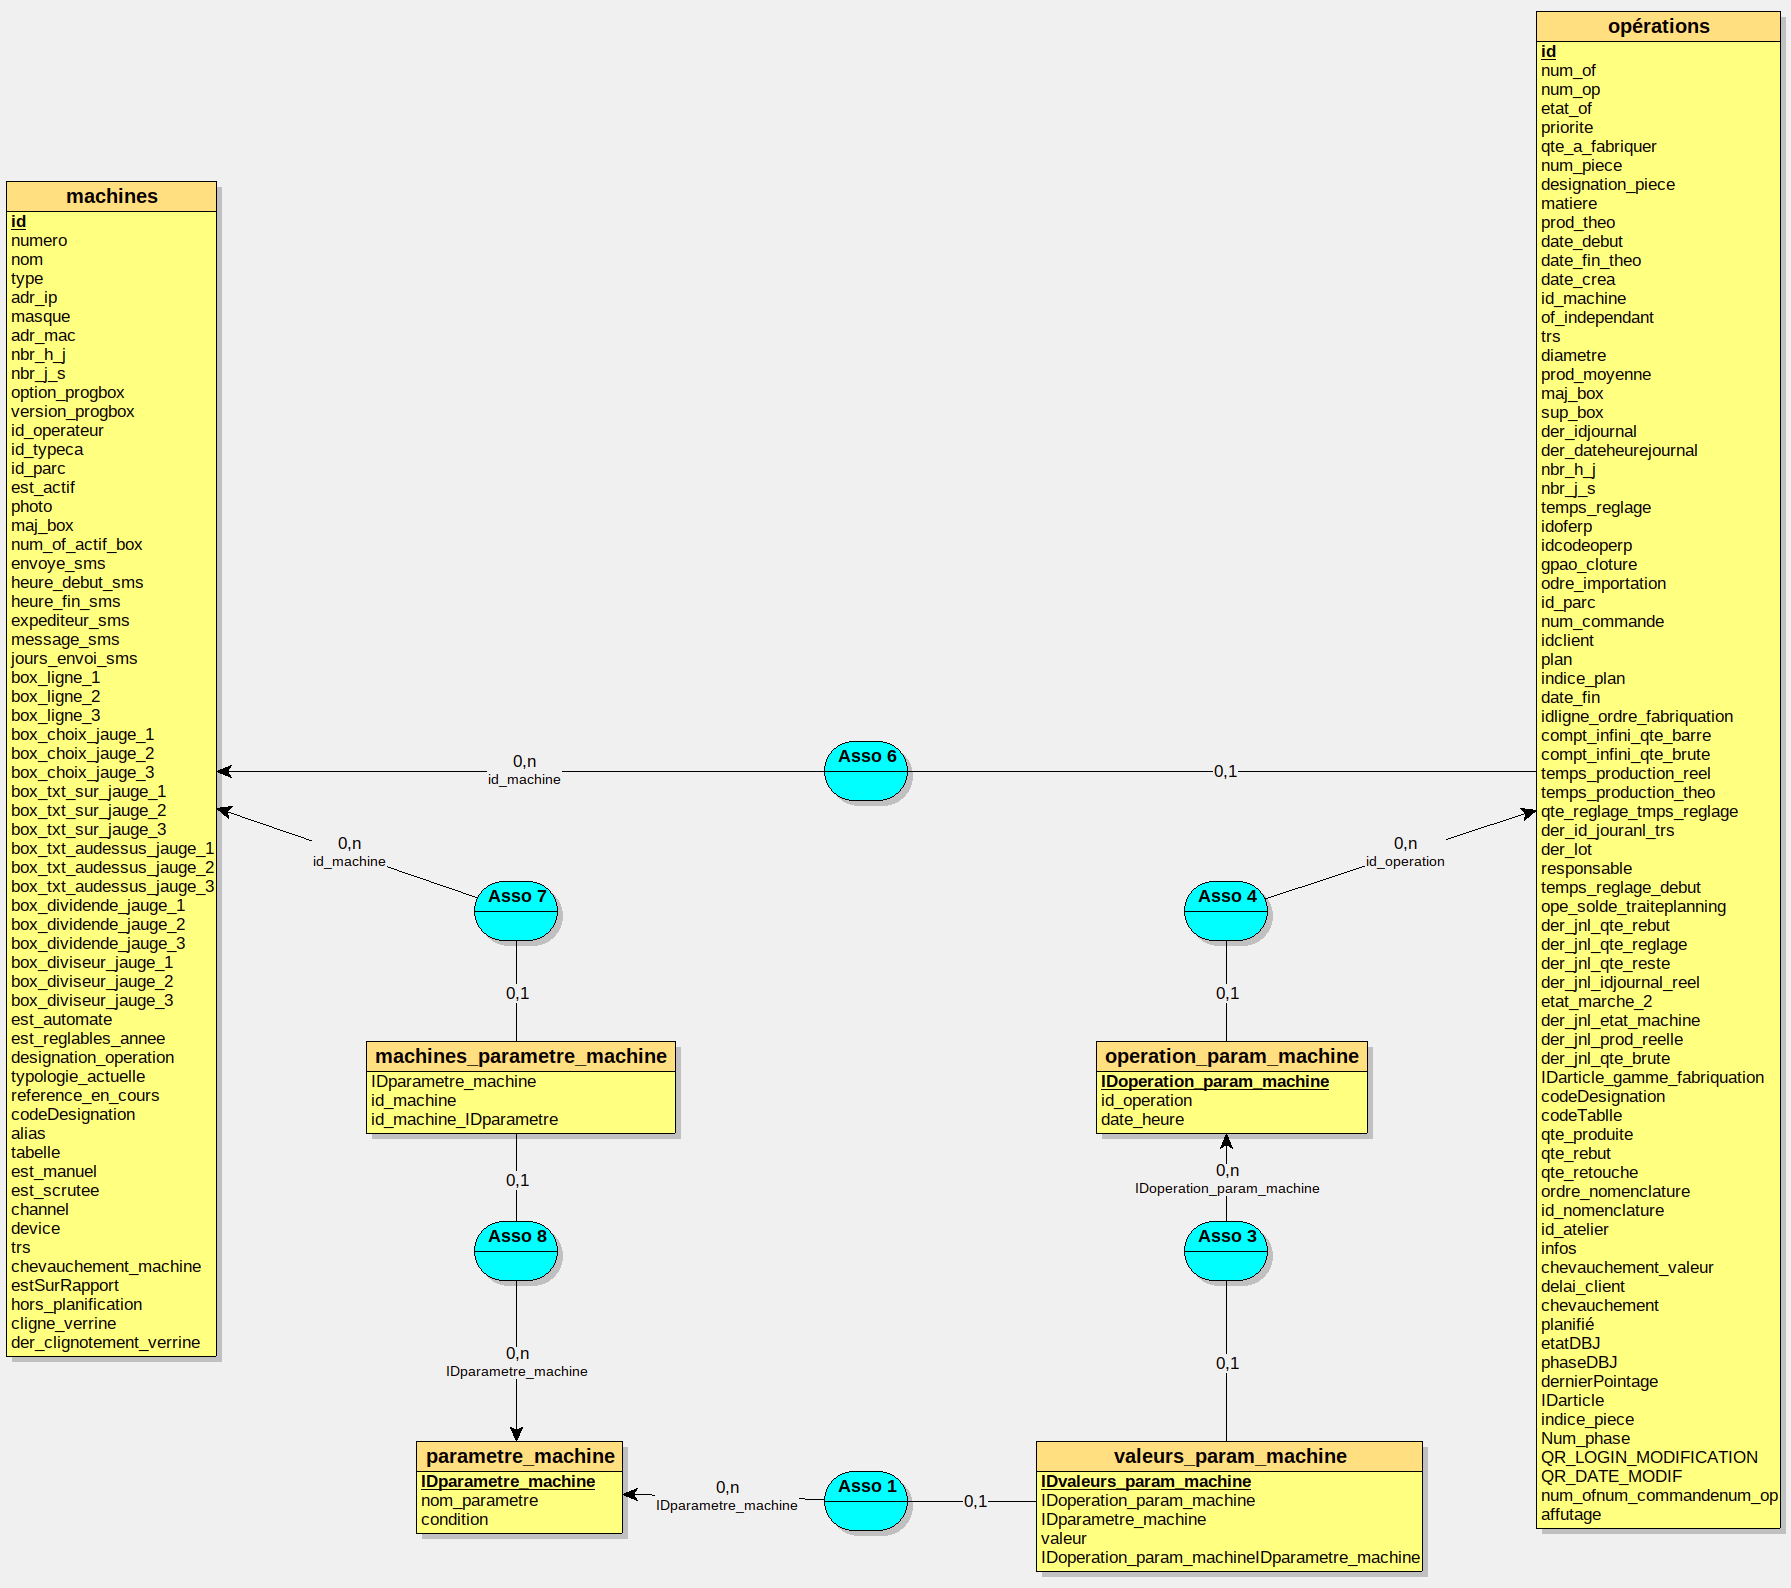 opérations
id
num_of
num_op
etat_of
priorite
qte_a_fabriquer
num_piece
designation_piece
matiere
prod_theo
date_debut
date_fin_theo
date_crea
id_machine
of_independant
trs
diametre
prod_moyenne
maj_box
sup_box
der_idjournal
der_dateheurejournal
nbr_h_j
nbr_j_s
temps_reglage
idoferp
idcodeoperp
gpao_cloture
odre_importation
id_parc
num_commande
idclient
plan
indice_plan
date_fin
idligne_ordre_fabriquation
compt_infini_qte_barre
compt_infini_qte_brute
temps_production_reel
temps_production_theo
qte_reglage_tmps_reglage
der_id_jouranl_trs
der_lot
responsable
temps_reglage_debut
ope_solde_traiteplanning
der_jnl_qte_rebut
der_jnl_qte_reglage
der_jnl_qte_reste
der_jnl_idjournal_reel
etat_marche_2
der_jnl_etat_machine
der_jnl_prod_reelle
der_jnl_qte_brute
IDarticle_gamme_fabriquation
codeDesignation
codeTablle
qte_produite
qte_rebut
qte_retouche
ordre_nomenclature
id_nomenclature
id_atelier
infos
chevauchement_valeur
delai_client
chevauchement
planifié
etatDBJ
phaseDBJ
dernierPointage
IDarticle
indice_piece
Num_phase
QR_LOGIN_MODIFICATION
QR_DATE_MODIF
num_ofnum_commandenum_op
affutage
machines
id
numero
nom
type
adr_ip
masque
adr_mac
nbr_h_j
nbr_j_s
option_progbox
version_progbox
id_operateur
id_typeca
id_parc
est_actif
photo
maj_box
num_of_actif_box
envoye_sms
heure_debut_sms
heure_fin_sms
expediteur_sms
message_sms
jours_envoi_sms
box_ligne_1
box_ligne_2
box_ligne_3
box_choix_jauge_1
box_choix_jauge_2
box_choix_jauge_3
box_txt_sur_jauge_1
box_txt_sur_jauge_2
box_txt_sur_jauge_3
box_txt_audessus_jauge_1
box_txt_audessus_jauge_2
box_txt_audessus_jauge_3
box_dividende_jauge_1
box_dividende_jauge_2
box_dividende_jauge_3
box_diviseur_jauge_1
box_diviseur_jauge_2
box_diviseur_jauge_3
est_automate
est_reglables_annee
designation_operation
typologie_actuelle
reference_en_cours
codeDesignation
alias
tabelle
est_manuel
est_scrutee
channel
device
trs
chevauchement_machine
estSurRapport
hors_planification
cligne_verrine
der_clignotement_verrine
0,n
id_machine
Asso 6
0,1
0,n
id_machine
Asso 7
0,1
0,n
id_operation
Asso 4
0,1
machines_parametre_machine
IDparametre_machine
id_machine
id_machine_IDparametre
operation_param_machine
IDoperation_param_machine
id_operation
date_heure
0,1
Asso 8
0,n
IDparametre_machine
0,n
IDoperation_param_machine
Asso 3
0,1
parametre_machine
IDparametre_machine
nom_parametre
condition
0,n
IDparametre_machine
Asso 1
0,1
valeurs_param_machine
IDvaleurs_param_machine
IDoperation_param_machine
IDparametre_machine
valeur
IDoperation_param_machineIDparametre_machine